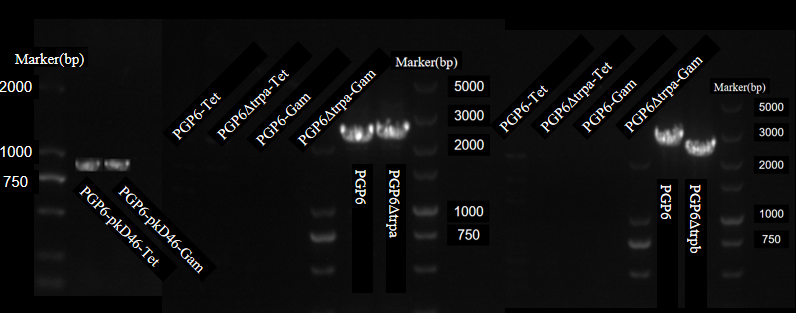 Marker(bp)
2000
1000
750
PGP6-pkD46-Tet
PGP6-pkD46-Gam
PGP6-Tet
PGP6Δtrpa-Tet
PGP6-Gam
PGP6Δtrpa-Gam
PGP6
PGP6Δtrpa
Marker(bp)
5000
3000
2000
1000
750
PGP6-Tet
PGP6Δtrpa-Tet
PGP6-Gam
PGP6Δtrpa-Gam
PGP6
PGP6Δtrpb
Marker(bp)
5000
3000
2000
1000
750